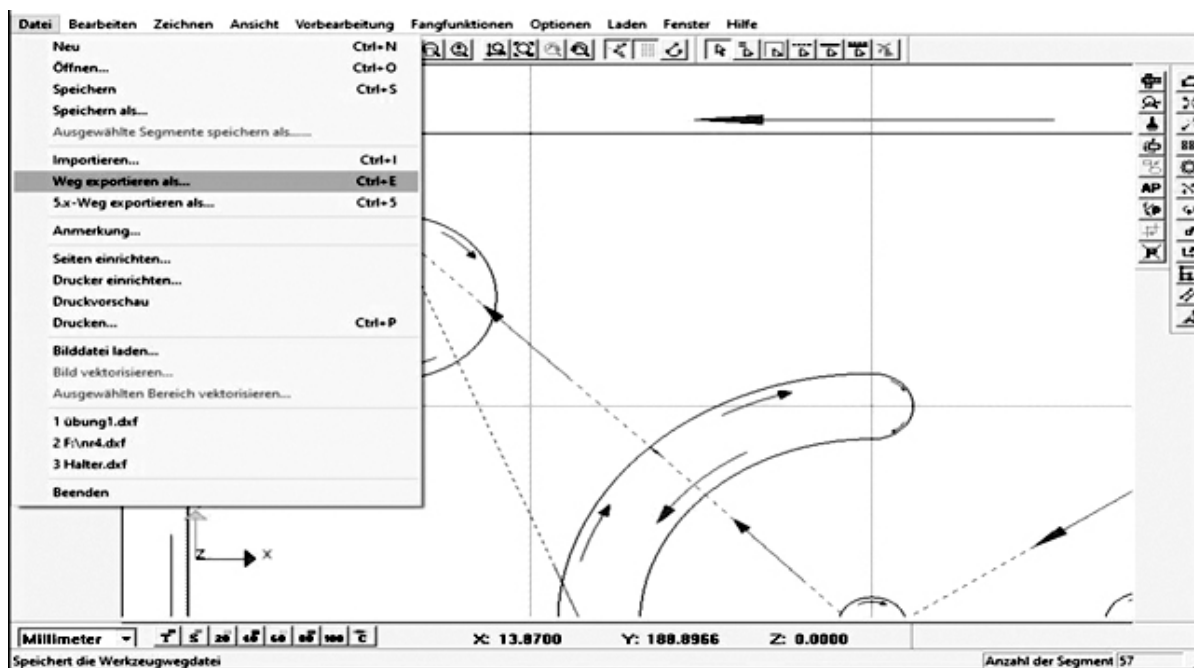 Datei Bearbeiten Zeichnen Ansicht Vorbearbeitung Fangfunktionen Optionen Laden Fenster Hilfe
Neu Ctrl+N
Öffnen... Ctrl+O
Speichern Ctrl+S
Speichern als...
Ausgewählte Segmente speichern als......
Importieren... Ctrl+I
Weg exportieren als... Ctrl+E
5.x-Weg exportieren als... Ctrl+5
Anmerkung...
Seiten einrichten...
Drucker einrichten...
Druckvorschau
Drucken... Ctrl+P
Bilddatei laden...
Bild vektorisieren...
Ausgewählten Bereich vektorisieren...
1 übung1.dxf
2 F:\nr4.dxf
3 Halter.dxf
Beenden
AP
Z X
Millimeter X: 13.8700 Y: 188.8966 Z: 0.0000
Speichert die Werkzeugwegdatei Anzahl der Segment 57